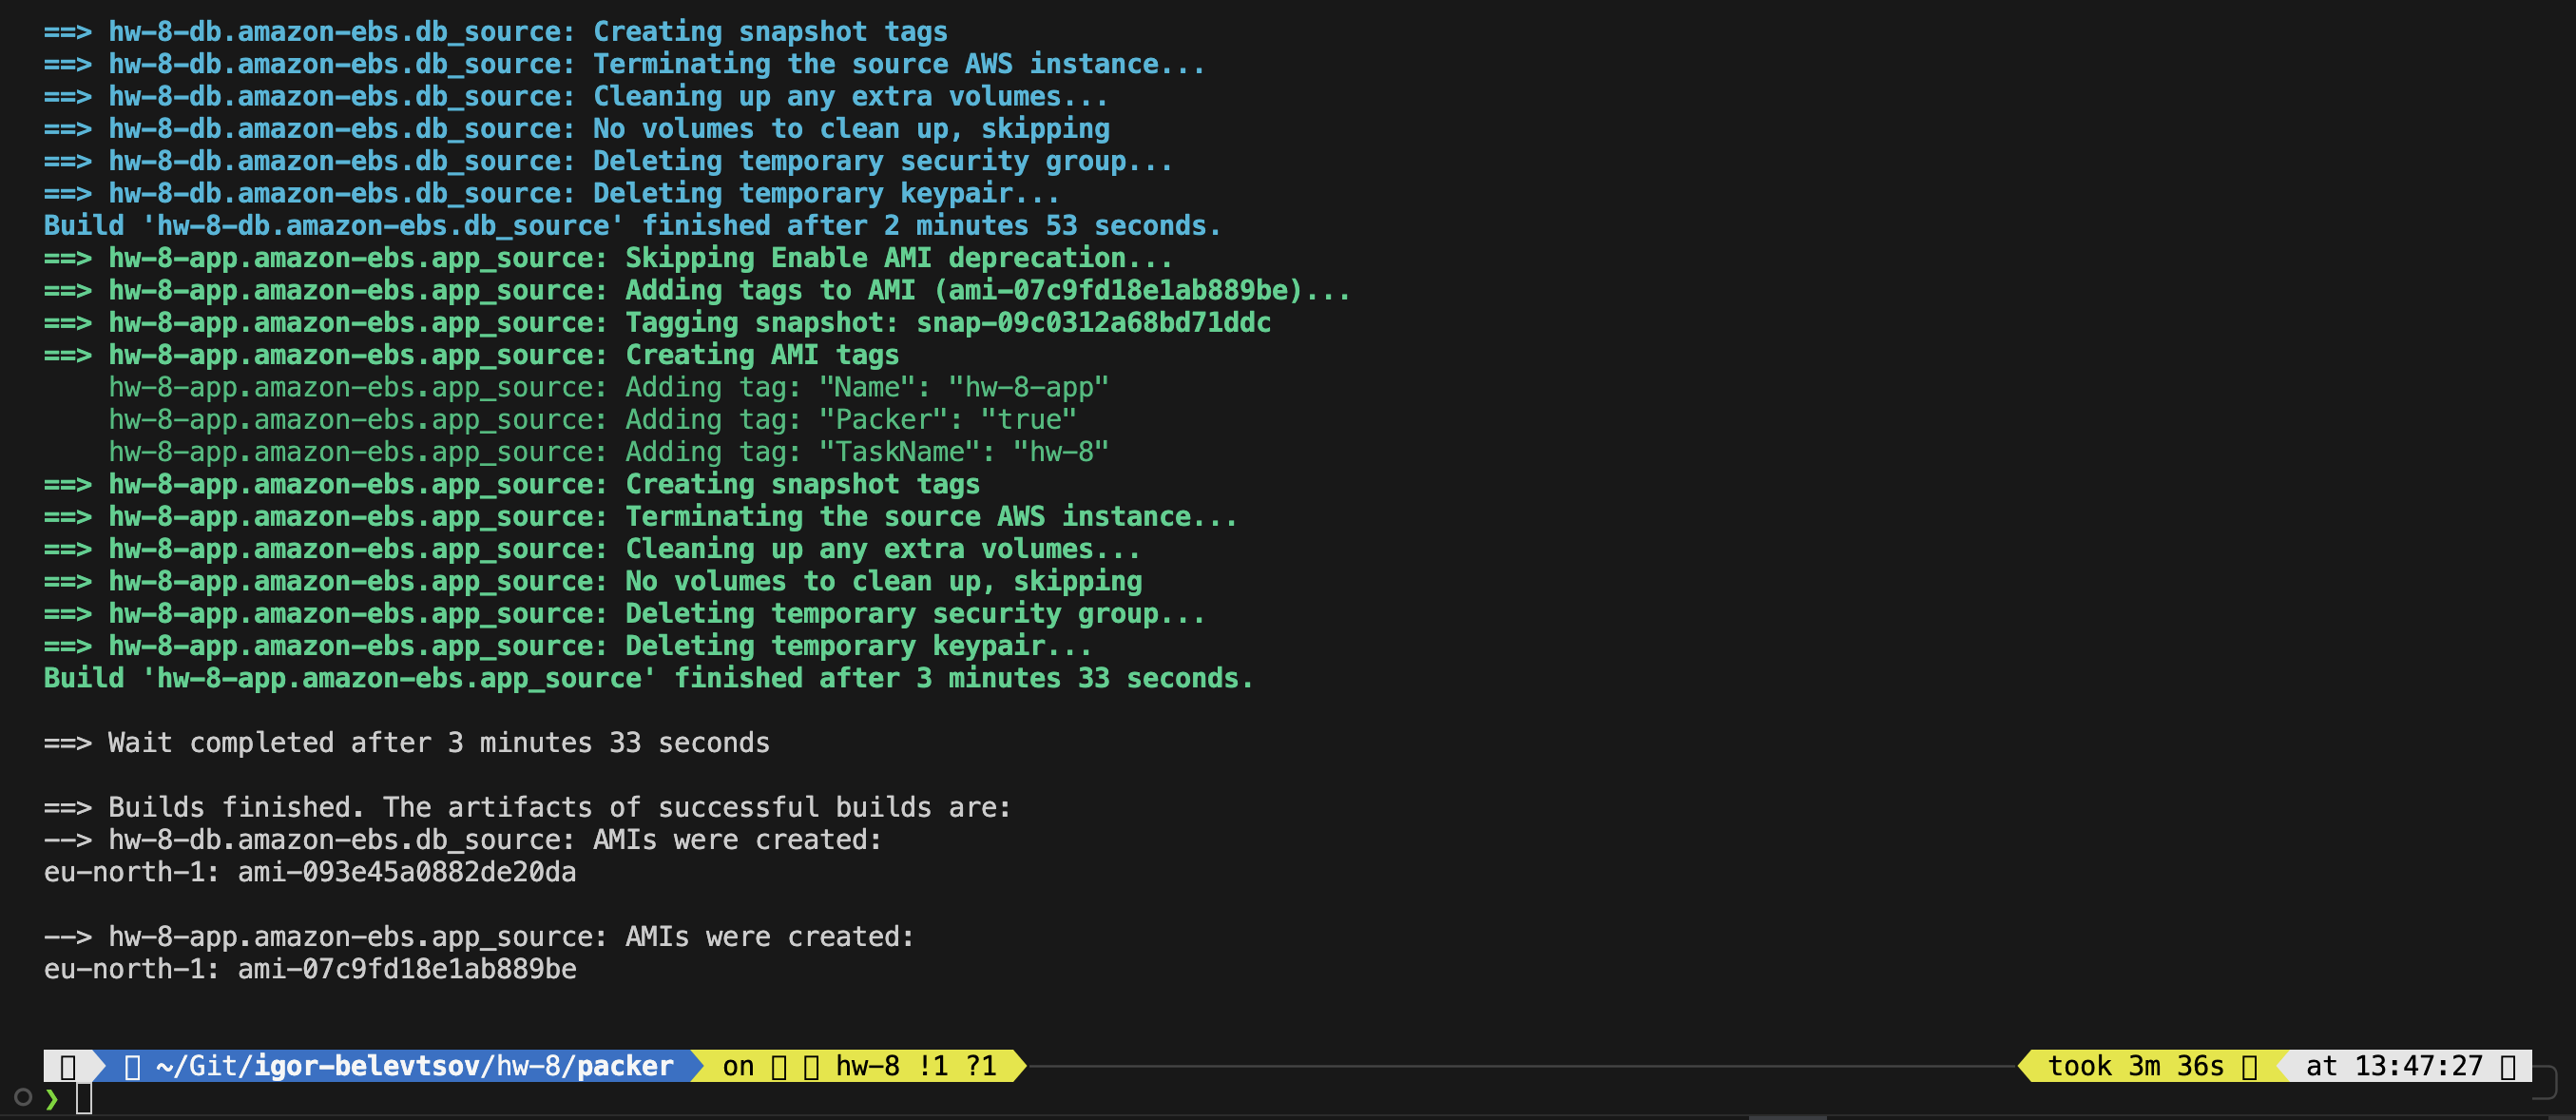 ==> hw-8-db.amazon-ebs.db_source: Creating snapshot tags
==> hw-8-db.amazon-ebs.db_source: Terminating the source AWS instance...
==> hw-8-db.amazon-ebs.db_source: Cleaning up any extra volumes...
==> hw-8-db.amazon-ebs.db_source: No volumes to clean up, skipping
==> hw-8-db.amazon-ebs.db_source: Deleting temporary security group...
==> hw-8-db.amazon-ebs.db_source: Deleting temporary keypair...
Build 'hw-8-db.amazon-ebs.db_source' finished after 2 minutes 53 seconds.
==> hw-8-app.amazon-ebs.app_source: Skipping Enable AMI deprecation...
==> hw-8-app.amazon-ebs.app_source: Adding tags to AMI (ami-07c9fd18e1ab889be)...
==> hw-8-app.amazon-ebs.app_source: Tagging snapshot: snap-09c0312a68bd71ddc
==> hw-8-app.amazon-ebs.app_source: Creating AMI tags
    hw-8-app.amazon-ebs.app_source: Adding tag: "Name": "hw-8-app"
    hw-8-app.amazon-ebs.app_source: Adding tag: "Packer": "true"
    hw-8-app.amazon-ebs.app_source: Adding tag: "TaskName": "hw-8"
==> hw-8-app.amazon-ebs.app_source: Creating snapshot tags
==> hw-8-app.amazon-ebs.app_source: Terminating the source AWS instance...
==> hw-8-app.amazon-ebs.app_source: Cleaning up any extra volumes...
==> hw-8-app.amazon-ebs.app_source: No volumes to clean up, skipping
==> hw-8-app.amazon-ebs.app_source: Deleting temporary security group...
==> hw-8-app.amazon-ebs.app_source: Deleting temporary keypair...
Build 'hw-8-app.amazon-ebs.app_source' finished after 3 minutes 33 seconds.
==> Wait completed after 3 minutes 33 seconds
==> Builds finished. The artifacts of successful builds are:
--> hw-8-db.amazon-ebs.db_source: AMIs were created:
eu-north-1: ami-093e45a0882de20da
--> hw-8-app.amazon-ebs.app_source: AMIs were created:
eu-north-1: ami-07c9fd18e1ab889be
~/Git/igor-belevtsov/hw-8/packer on hw-8 !1 ?1 took 3m 36s at 13:47:27
❯